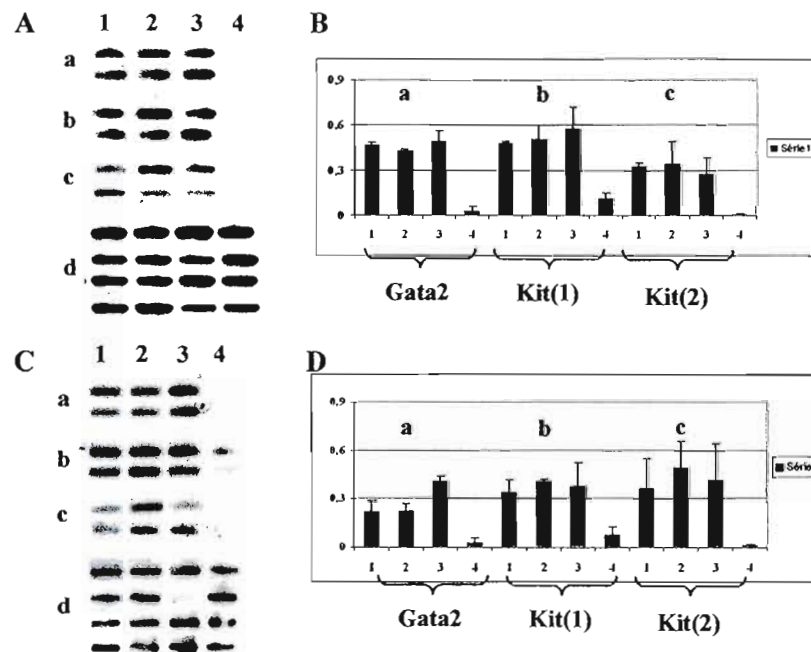 A
1 2 3 4
a
b
c
d
B
0,9
0,6
0,3
0
a b c
1 2 3 4 1 2 3 4 1 2 3 4
Gata2 Kit(1) Kit(2)
Série1
C
1 2 3 4
a
b
c
d
D
0,9
0,6
0,3
0
a b c
1 2 3 4 1 2 3 4 1 2 3 4
Gata2 Kit(1) Kit(2)
Série